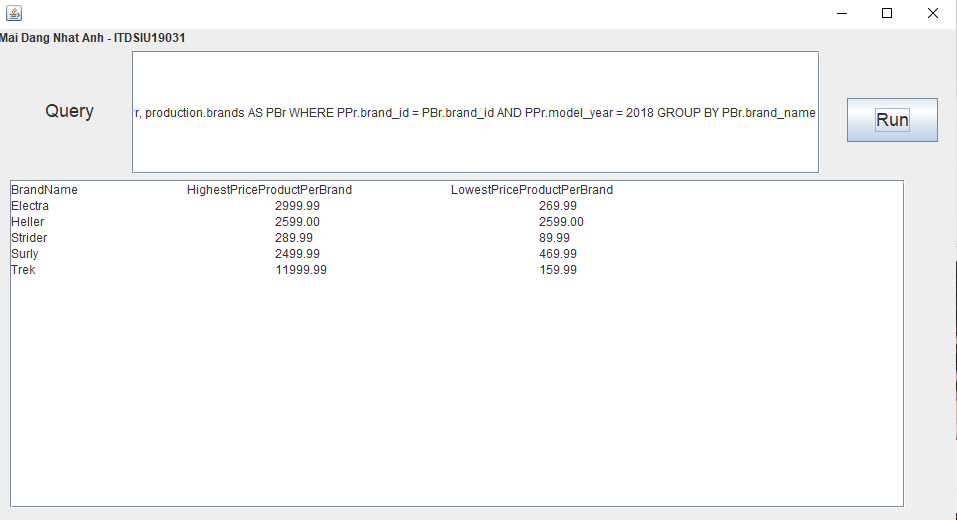 Mai Dang Nhat Anh - ITDSIU19031
Query
r, production.brands AS PBr WHERE PPr.brand_id = PBr.brand_id AND PPr.model_year = 2018 GROUP BY PBr.brand_name
Run
BrandName HighestPriceProductPerBrand LowestPriceProductPerBrand
Electra 2999.99 269.99
Heller 2599.00 2599.00
Strider 289.99 89.99
Surly 2499.99 469.99
Trek 11999.99 159.99